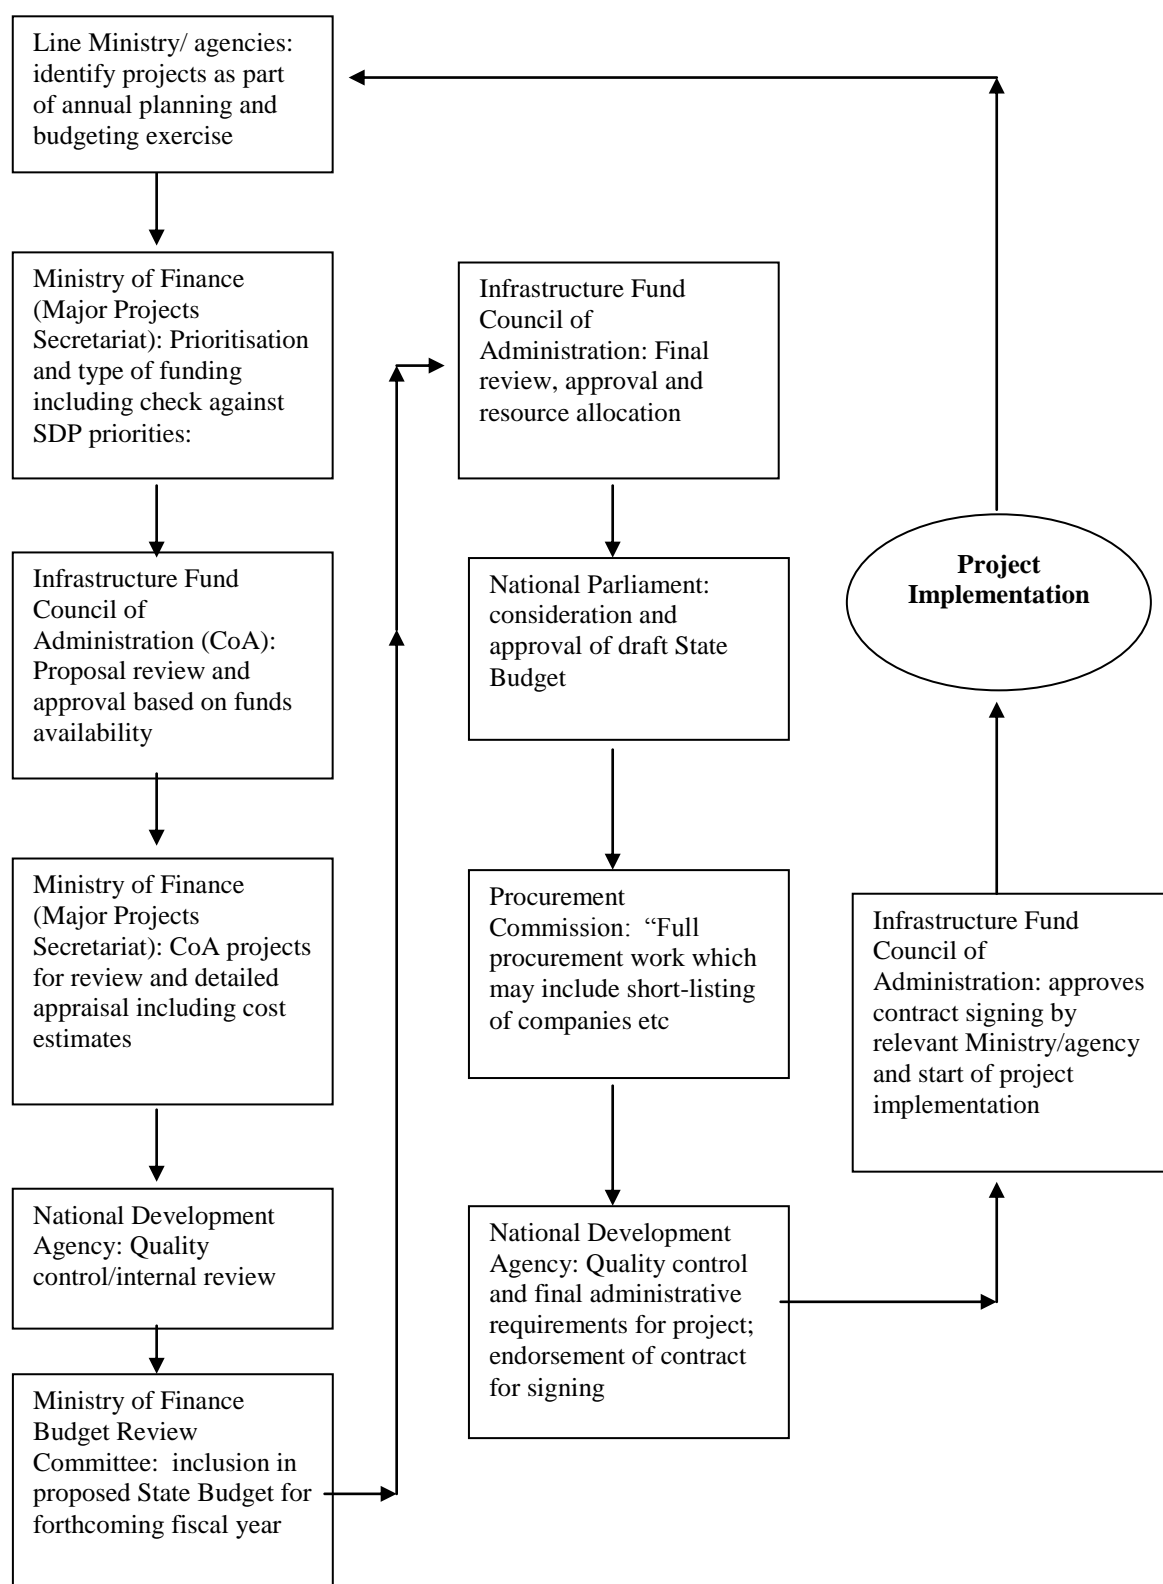 Line Ministry/ agencies:
identify projects as part
of annual planning and
budgeting exercise
Ministry of Finance
(Major Projects
Secretariat): Prioritisation
and type of funding
including check against
SDP priorities:
Infrastructure Fund
Council of
Administration (CoA):
Proposal review and
approval based on funds
availability
Ministry of Finance
(Major Projects
Secretariat): CoA projects
for review and detailed
appraisal including cost
estimates
National Development
Agency: Quality
control/internal review
Ministry of Finance
Budget Review
Committee:  inclusion in
proposed State Budget for
forthcoming fiscal year
Infrastructure Fund
Council of
Administration: Final
review, approval and
resource allocation
National Parliament:
consideration and
approval of draft State
Budget
Procurement
Commission:  “Full
procurement work which
may include short-listing
of companies etc
National Development
Agency: Quality control
and final administrative
requirements for project;
endorsement of contract
for signing
Infrastructure Fund
Council of
Administration: approves
contract signing by
relevant Ministry/agency
and start of project
implementation
Project
Implementation